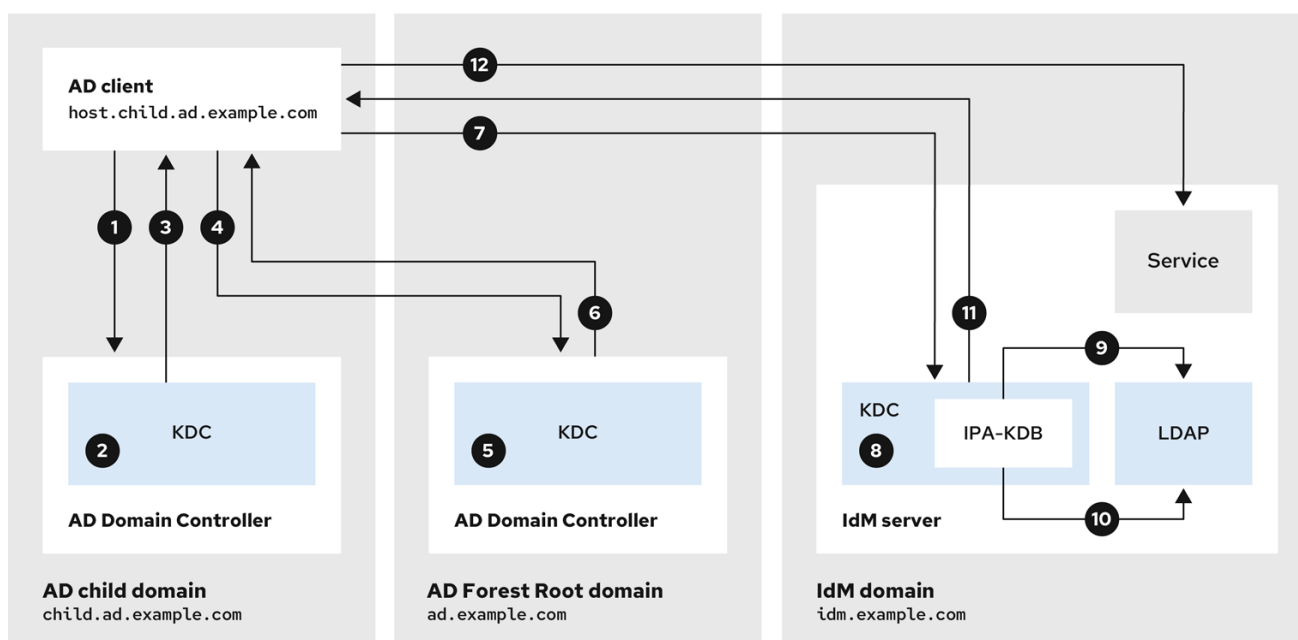 12
AD client
host.child.ad.example.com
7
1
3
4
6
11
Service
9
KDC
2
KDC
5
KDC
8
IPA-KDB
LDAP
10
AD Domain Controller
AD Domain Controller
IdM server
AD child domain
child.ad.example.com
AD Forest Root domain
ad.example.com
IdM domain
idm.example.com